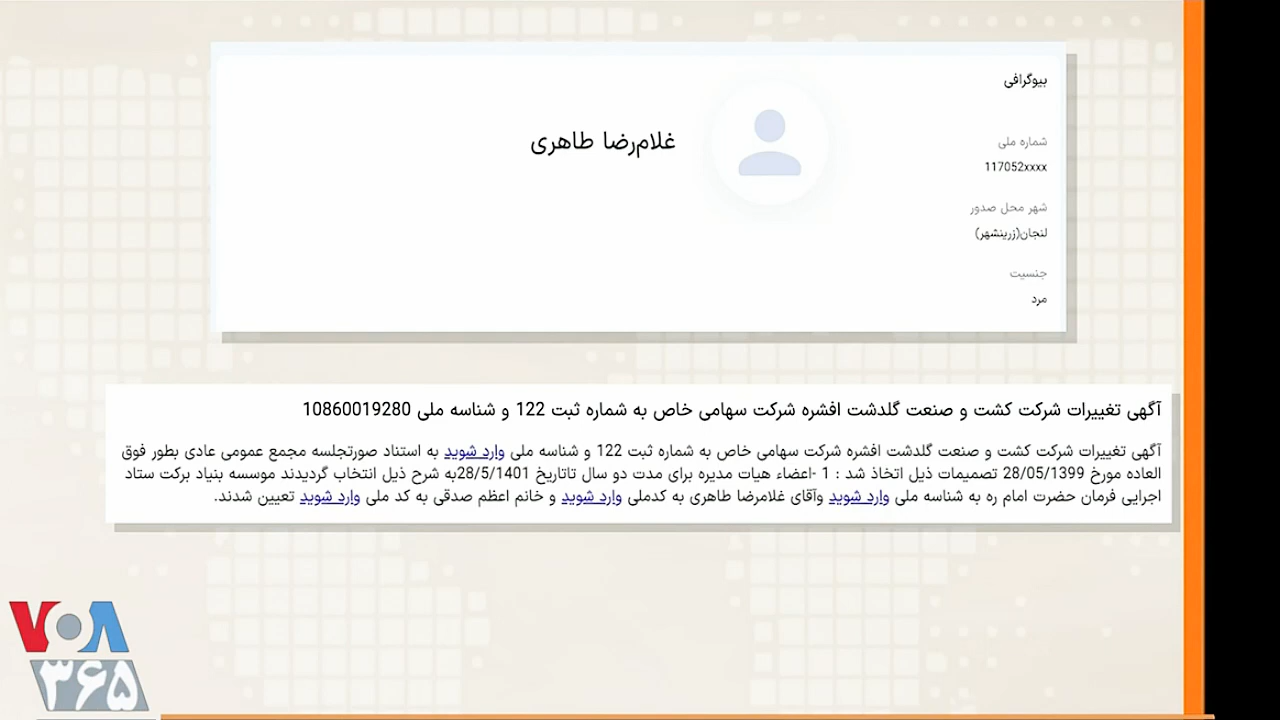 بیوگرافی
غلام‌رضا طاهری
شماره ملی
117052xxxx
شهر محل صدور
لنجان(زرینشهر)
جنسیت
مرد
آگهی تغییرات شرکت کشت و صنعت گلدشت افشره شرکت سهامی خاص به شماره ثبت 122 و شناسه ملی 10860019280
آگهی تغییرات شرکت کشت و صنعت گلدشت افشره شرکت سهامی خاص به شماره ثبت 122 و شناسه ملی وارد شوید به استناد صورتجلسه مجمع عمومی عادی بطور فوق
العاده مورخ 28/05/1399 تصمیمات ذیل اتخاذ شد : 1 -اعضاء هیات مدیره برای مدت دو سال تاتاریخ 28/5/1401به شرح ذیل انتخاب گردیدند موسسه بنیاد برکت ستاد
اجرایی فرمان حضرت امام ره به شناسه ملی وارد شوید وآقای غلامرضا طاهری به کدملی وارد شوید و خانم اعظم صدقی به کد ملی وارد شوید تعیین شدند.
VOA
۳۶۵